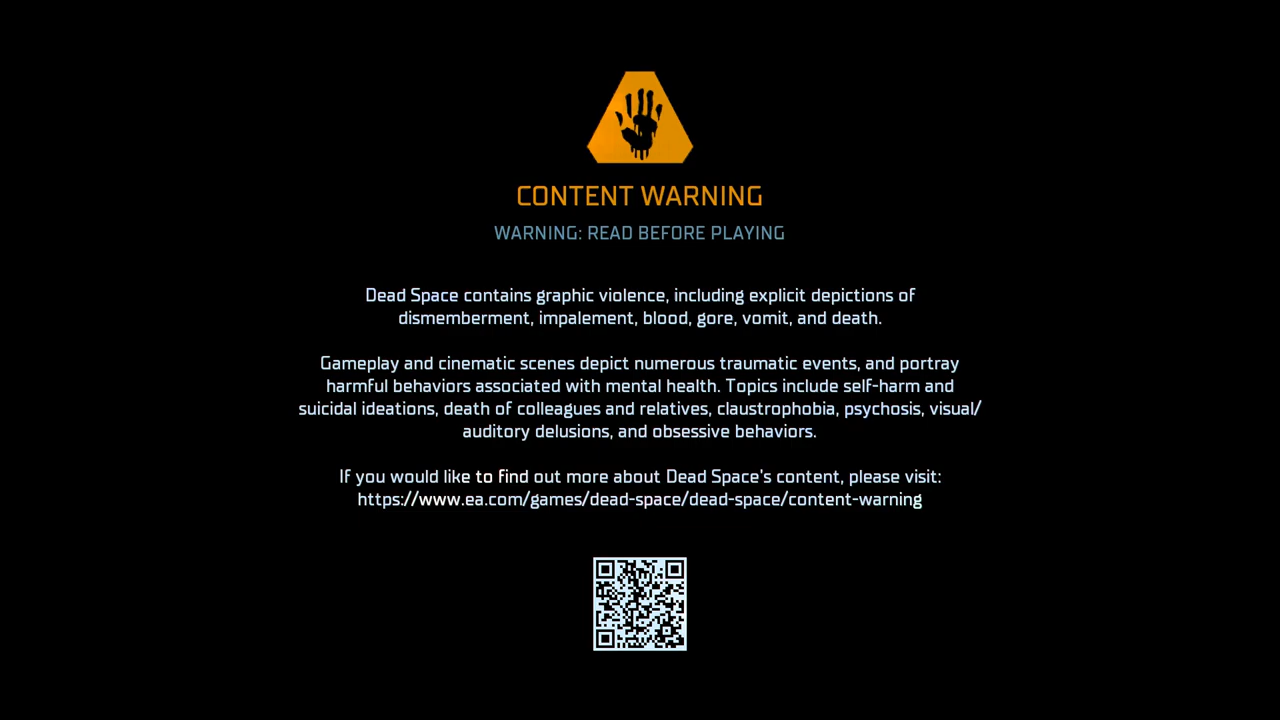 CONTENT WARNING
WARNING: READ BEFORE PLAYING
Dead Space contains graphic violence, including explicit depictions of
dismemberment, impalement, blood, gore, vomit, and death.
Gameplay and cinematic scenes depict numerous traumatic events, and portray
harmful behaviors associated with mental health. Topics include self-harm and
suicidal ideations, death of colleagues and relatives, claustrophobia, psychosis, visual/
auditory delusions, and obsessive behaviors.
If you would like to find out more about Dead Space's content, please visit:
https://www.ea.com/games/dead-space/dead-space/content-warning